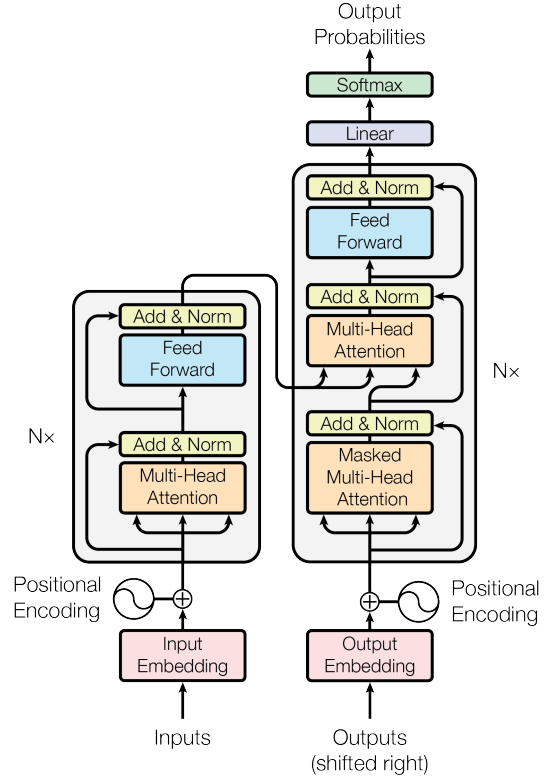 Output
Probabilities
Softmax
Linear
Add & Norm
Feed
Forward
Add & Norm
Multi-Head
Attention
Add & Norm
Masked
Multi-Head
Attention
N×
Add & Norm
Feed
Forward
Add & Norm
Multi-Head
Attention
N×
Positional
Encoding
Positional
Encoding
Input
Embedding
Output
Embedding
Inputs
Outputs
(shifted right)